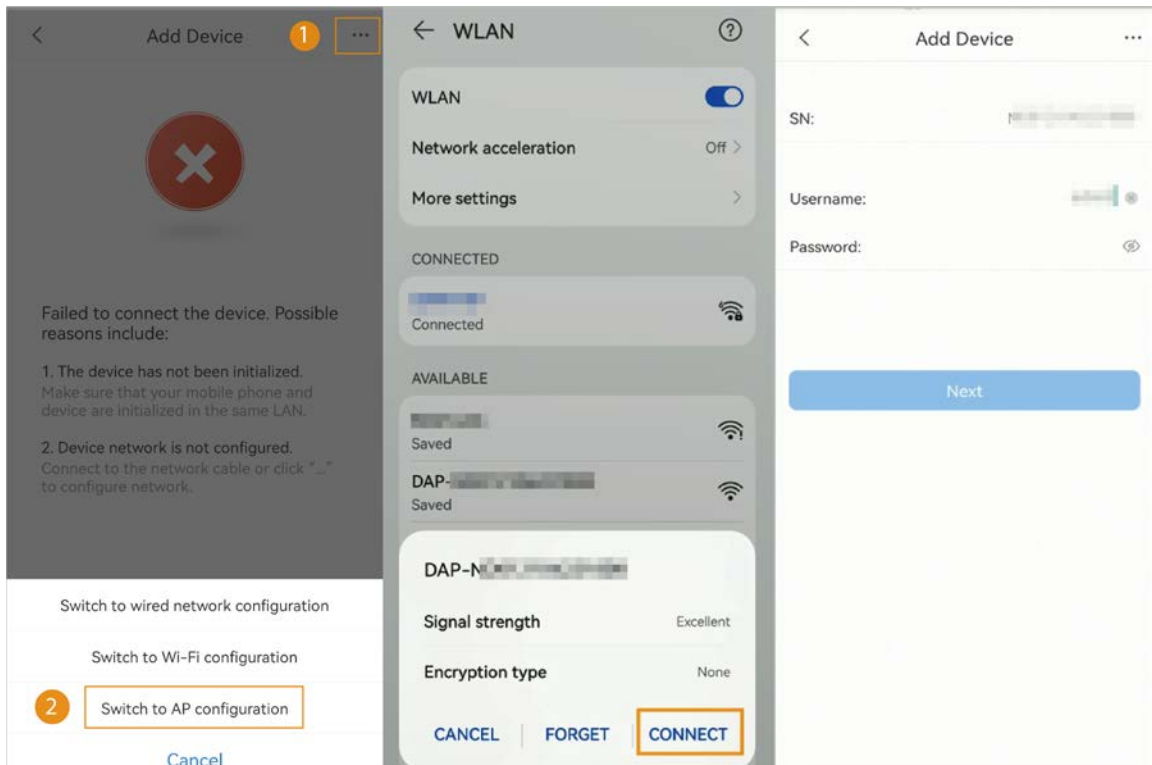 Add Device
1
...
Failed to connect the device. Possible
reasons include:
1. The device has not been initialized.
Make sure that your mobile phone and
device are initialized in the same LAN.
2. Device network is not configured.
Connect to the network cable or click "..."
to configure network.
Switch to wired network configuration
Switch to Wi-Fi configuration
2
Switch to AP configuration
Cancel
WLAN
?
WLAN
Network acceleration Off >
More settings >
CONNECTED
Connected
AVAILABLE
Saved
DAP-
Saved
DAP-N
Signal strength Excellent
Encryption type None
CANCEL FORGET CONNECT
Add Device ...
SN:
Username:
Password:
Next